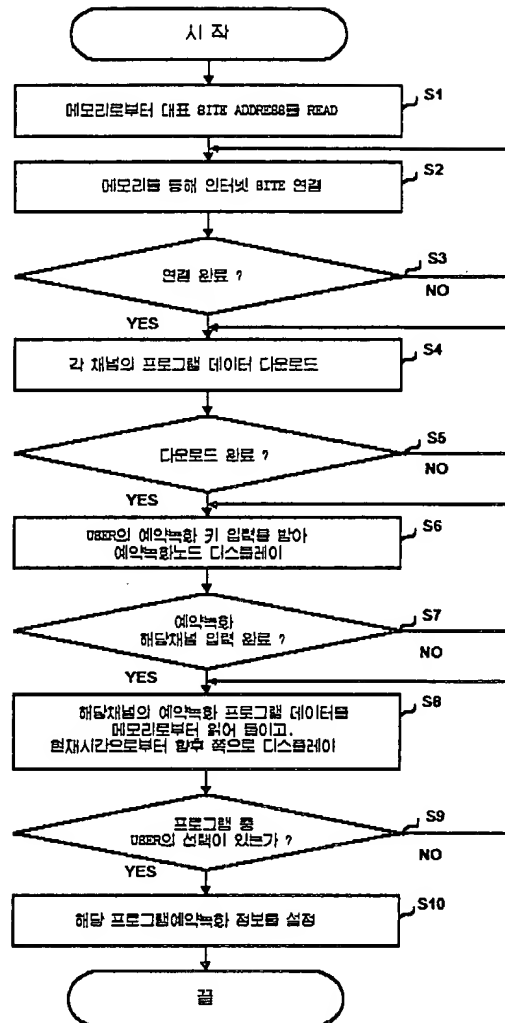 시 작
메모리로부터 대표 SITE ADDRESS를 READ
S1
메모리를 통해 인터넷 SITE 연결
S2
연결 완료 ?
S3
NO
YES
각 채널의 프로그램 데이터 다운로드
S4
다운로드 완료 ?
S5
NO
YES
USER의 예약녹화 키 입력을 받아
예약녹화모드 디스플레이
S6
예약녹화
해당채널 입력 완료 ?
S7
NO
YES
해당채널의 예약녹화 프로그램 데이터를
메모리로부터 읽어 들이고.
현재시간으로부터 향후 쪽으로 디스플레이
S8
프로그램 중
USER의 선택이 있는가 ?
S9
NO
YES
해당 프로그램예약녹화 정보를 설정
S10
끝